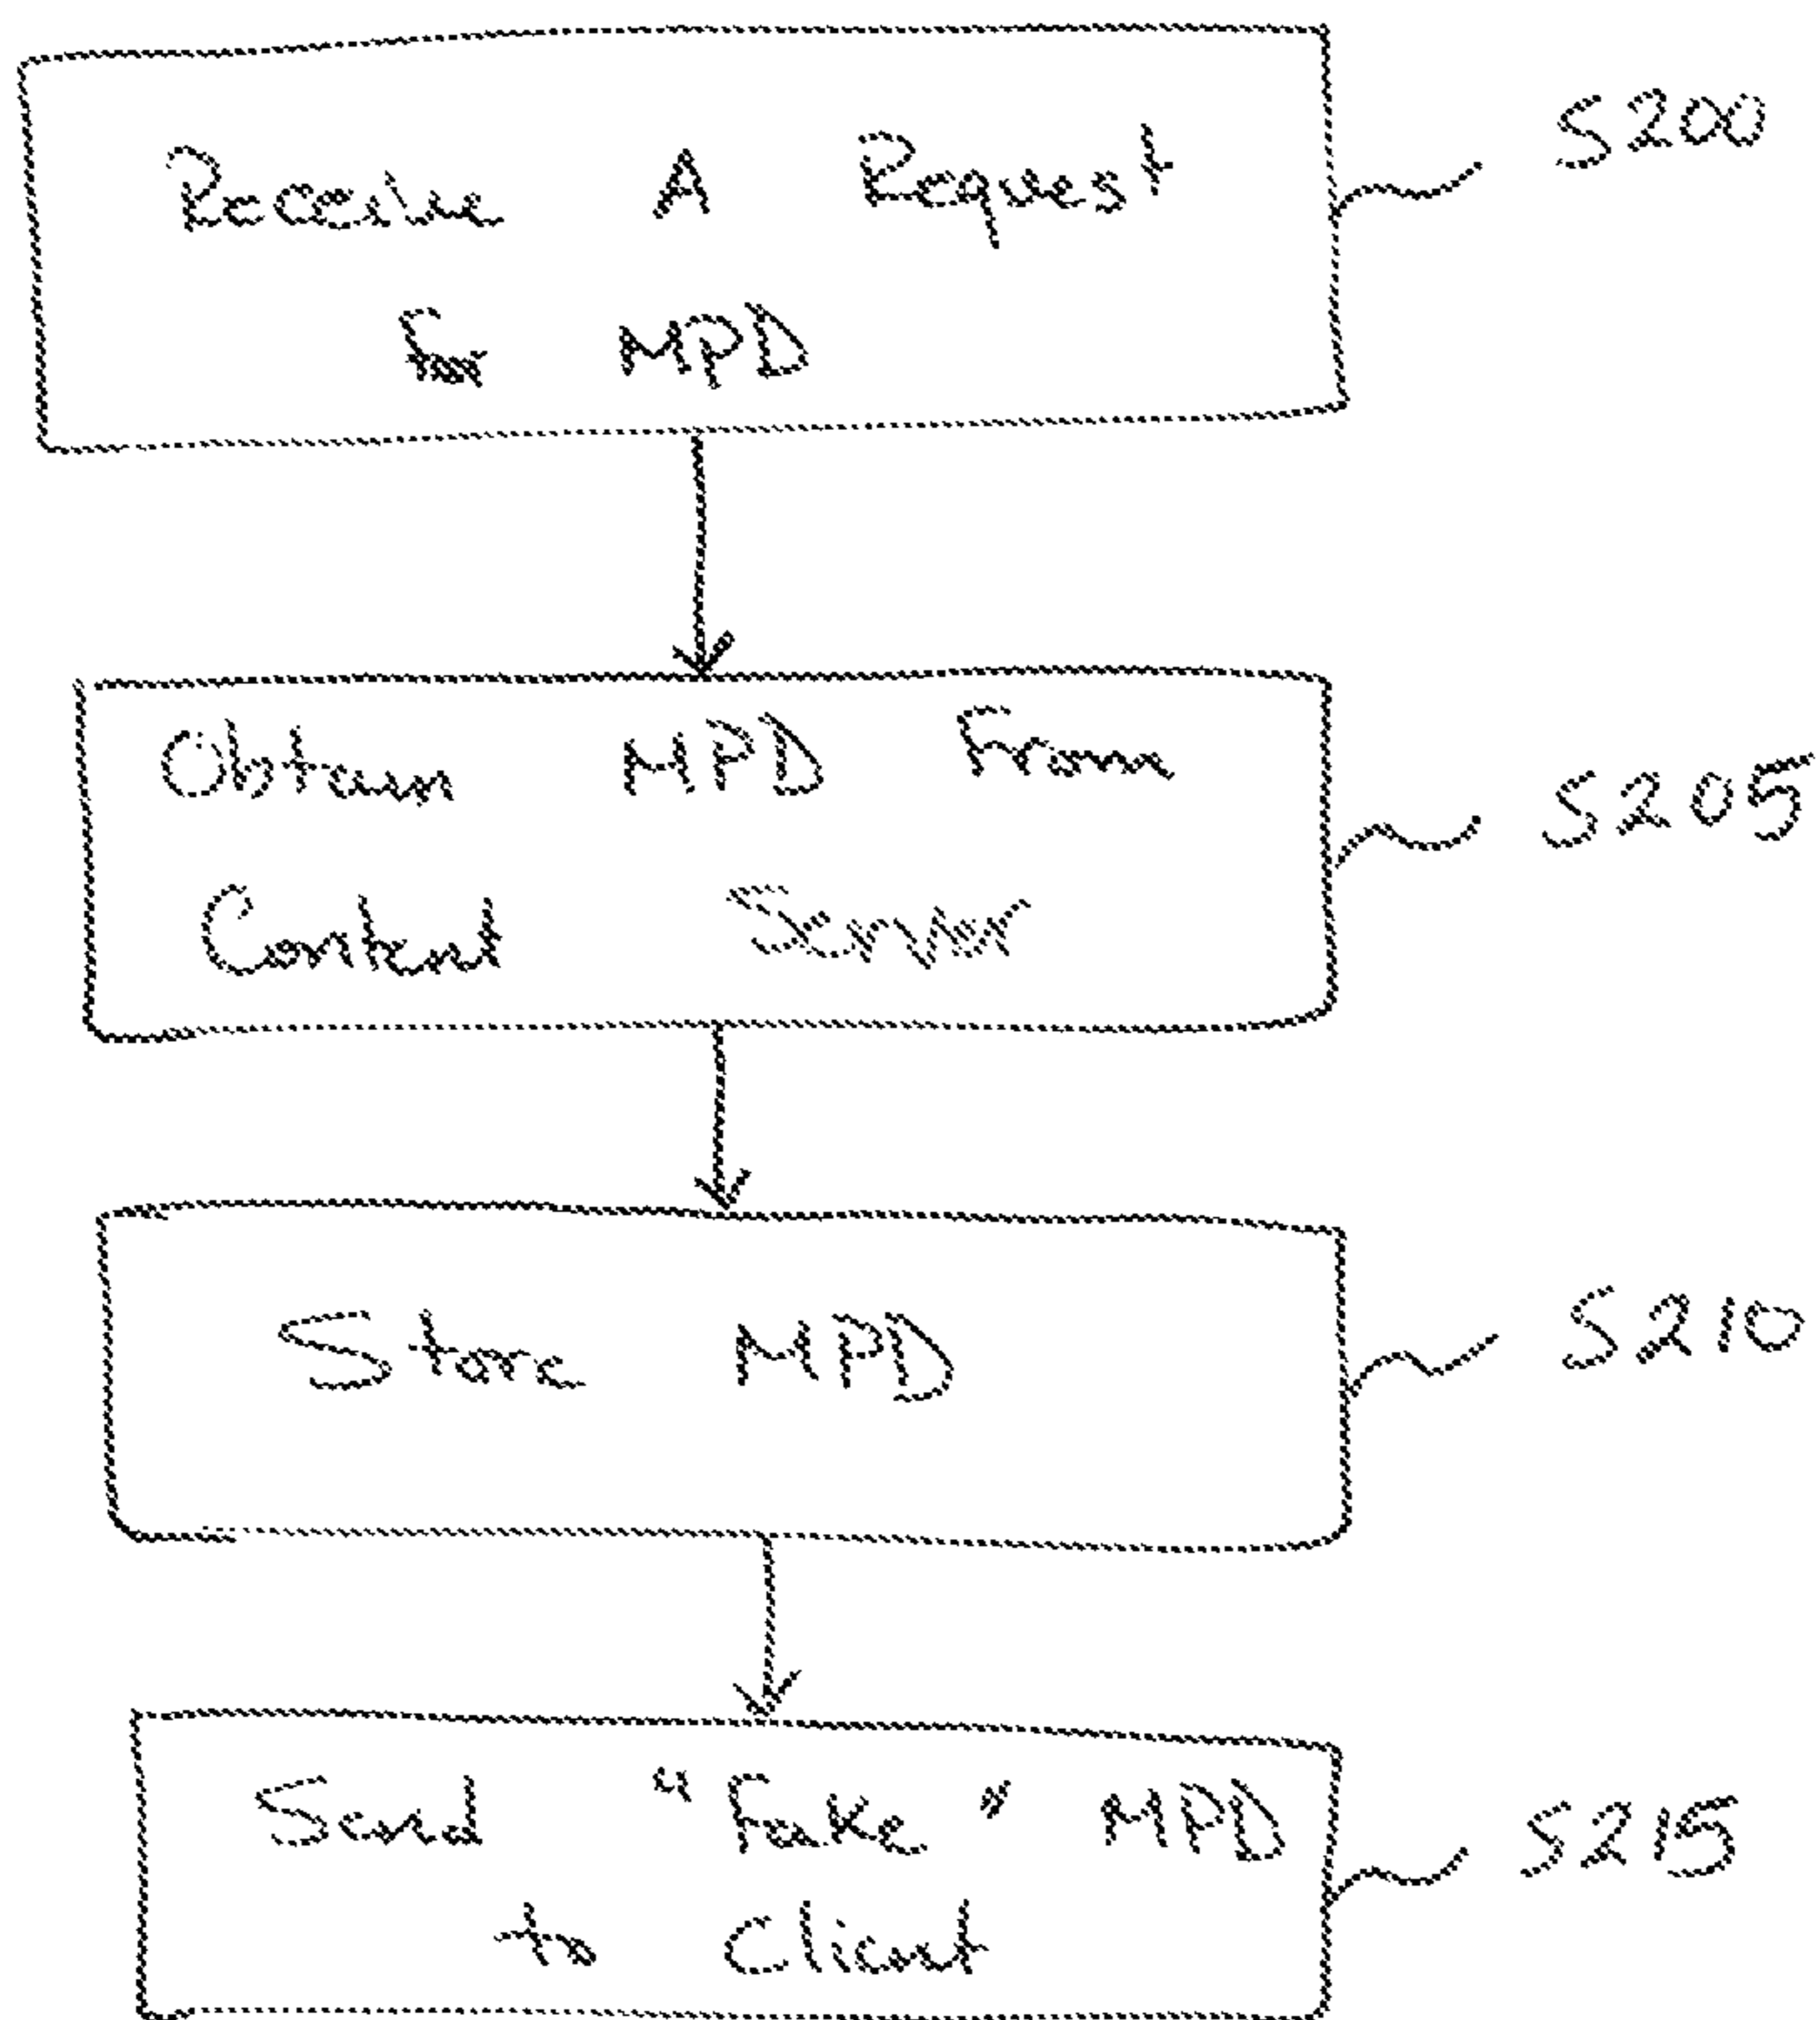 Receive A Request
S200
For MPD
Obtain MPD From
S205
Content Server
Store MPD
S210
Send "Fake" MPD
S215
to Client